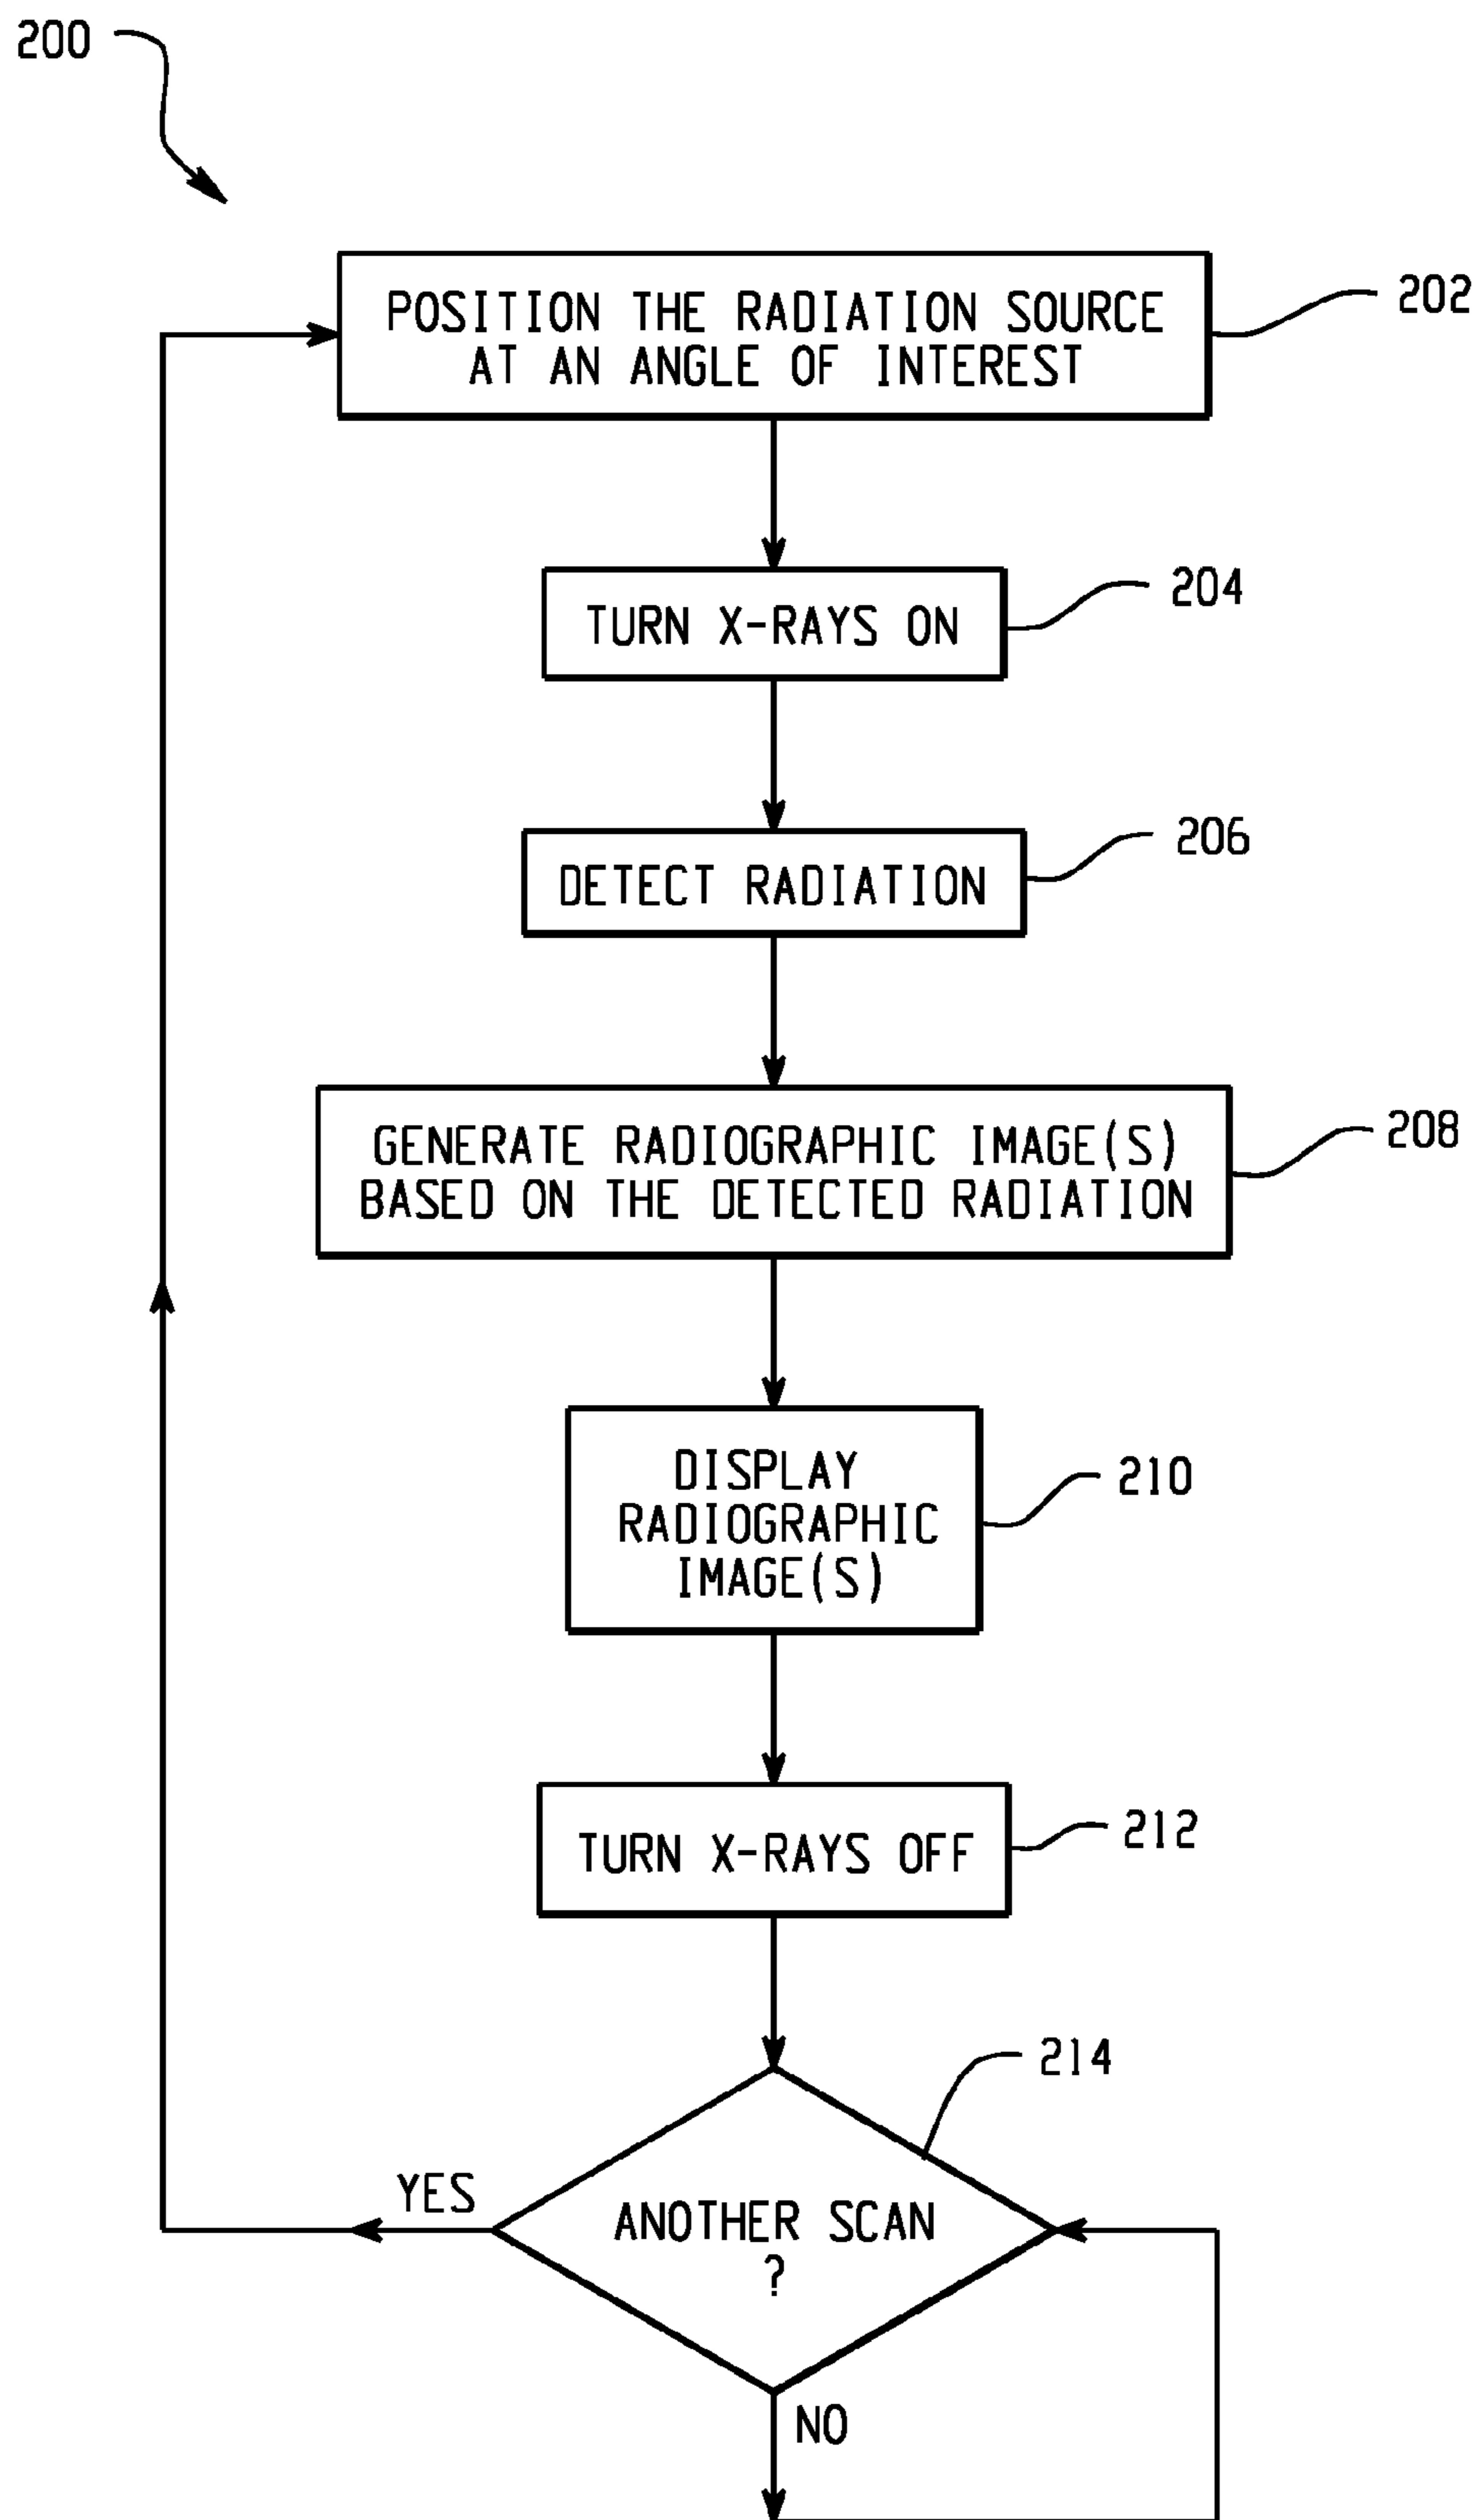 200
POSITION THE RADIATION SOURCE
AT AN ANGLE OF INTEREST
202
TURN X-RAYS ON
204
DETECT RADIATION
206
GENERATE RADIOGRAPHIC IMAGE(S)
BASED ON THE DETECTED RADIATION
208
DISPLAY
RADIOGRAPHIC
IMAGE(S)
210
TURN X-RAYS OFF
212
214
YES
ANOTHER SCAN
?
NO